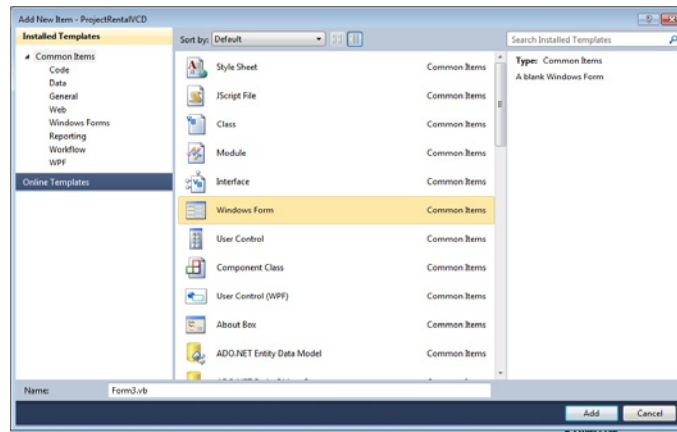 Add New Item - ProjectRentalVCD
Installed Templates
Common Items
Code
Data
General
Web
Windows Forms
Reporting
Workflow
WPF
Online Templates
Sort by: Default
Search Installed Templates
Style Sheet Common Items
JScript File Common Items
Class Common Items
Module Common Items
Interface Common Items
Windows Form Common Items
User Control Common Items
Component Class Common Items
User Control (WPF) Common Items
About Box Common Items
ADO.NET Entity Data Model Common Items
Type: Common Items
A blank Windows Form
Name: Form3.vb
Add Cancel